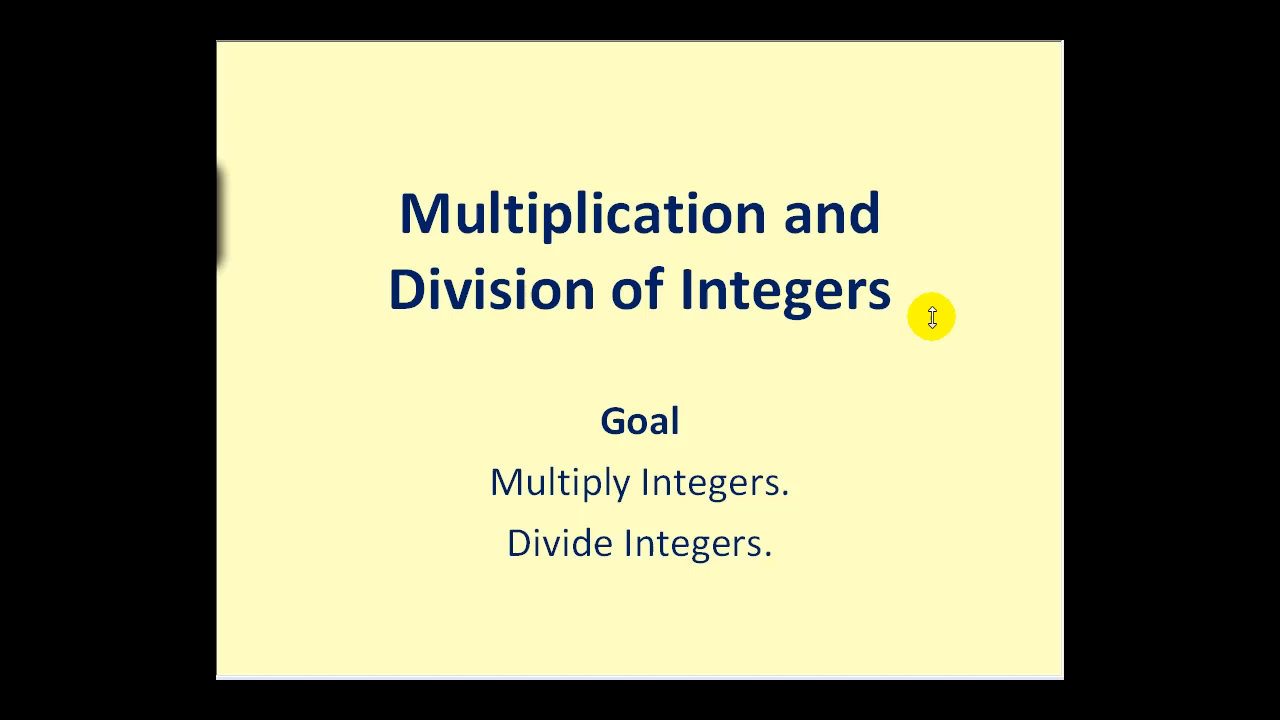 Multiplication and
Division of Integers
Goal
Multiply Integers.
Divide Integers.